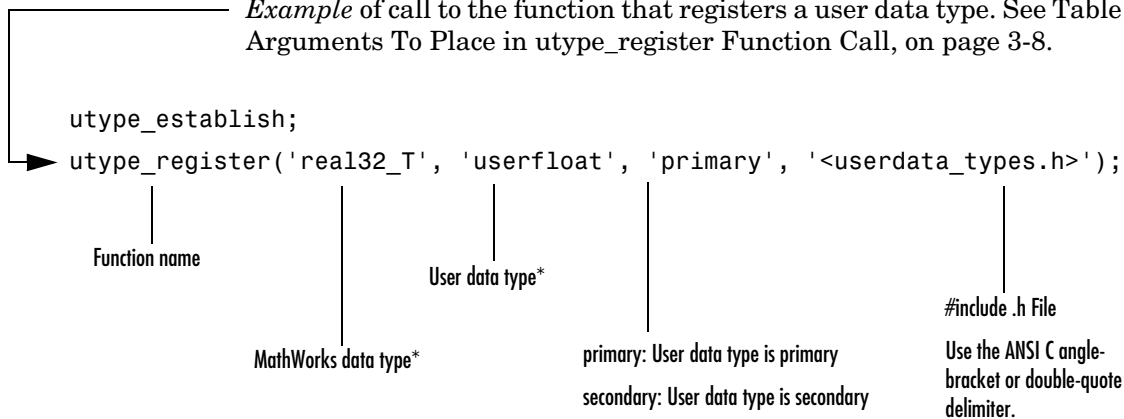 Example of call to the function that registers a user data type. See Table
Arguments To Place in utype_register Function Call, on page 3-8.
utype_establish;
utype_register('real32_T', 'userfloat', 'primary', '<userdata_types.h>');
Function name
User data type*
MathWorks data type*
primary: User data type is primary
secondary: User data type is secondary
#include .h File
Use the ANSI C angle-
bracket or double-quote
delimiter.